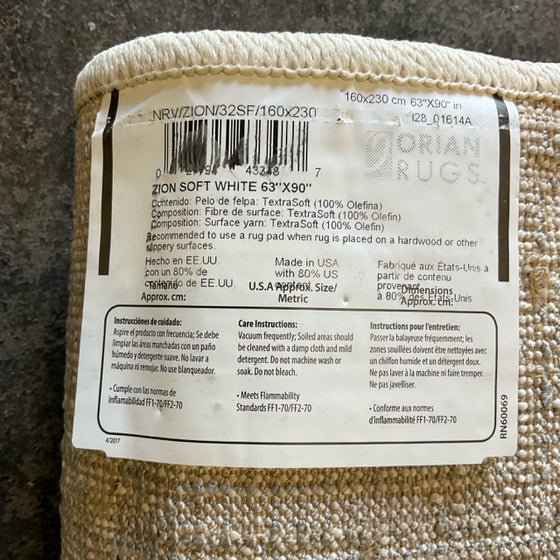 NRV/ZION/32SF/160x230
160x230 cm 63"X90" in
I28_01614A
ORIAN
RUGS
0 43248 7
ZION SOFT WHITE 63"X90"
Contenido: Pelo de felpa: TextraSoft (100% Olefina)
Composition: Fibre de surface: TextraSoft (100% Olefin)
Composition: Surface yarn: TextraSoft (100% Olefin)
Recommended to use a rug pad when rug is placed on a hardwood or other
slippery surfaces.
Hecho en EE.UU.
con un 80% de
contenido de EE.UU.
Tamaño
Approx. cm:
Made in USA
with 80% US
content
U.S.A Approx. Size/
Metric
Fabriqué aux États-Unis à
partir de contenu
provenant
à 80% des États-Unis
Dimensions
Approx. cm:
Instrucciónes de cuidado:
Aspire el producto con frecuencia; Se debe
limpiar las áreas manchadas con un paño
húmedo y detergente suave. No lavar a
máquina ni remojar. No use blanqueador.
• Cumple con las normas de
inflamabilidad FF1-70/FF2-70
Care Instructions:
Vacuum frequently; Soiled areas should
be cleaned with a damp cloth and mild
detergent. Do not machine wash or
soak. Do not bleach.
• Meets Flammability
Standards FF1-70/FF2-70
Instructions pour l'entretien:
Passer la balayeuse fréquemment; les
zones souillées doivent être nettoyées avec
un chiffon humide et un détergent doux.
Ne pas laver à la machine ni faire tremper.
Ne pas javelliser.
• Conforme aux normes
d'inflammabilité FF1-70/FF2-70
4/2017
RN60069